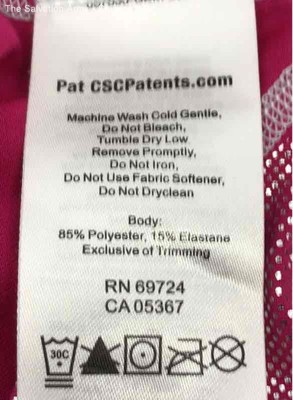 The Sal
Pat CSCPatents.com
Machine Wash Cold Gentle,
Do Not Bleach,
Tumble Dry Low
Remove Promptly,
Do Not Iron,
Do Not Use Fabric Softener,
Do Not Dryclean
Body:
85% Polyester, 15% Elastane
Exclusive of Trimming
RN 69724
CA 05367
30C